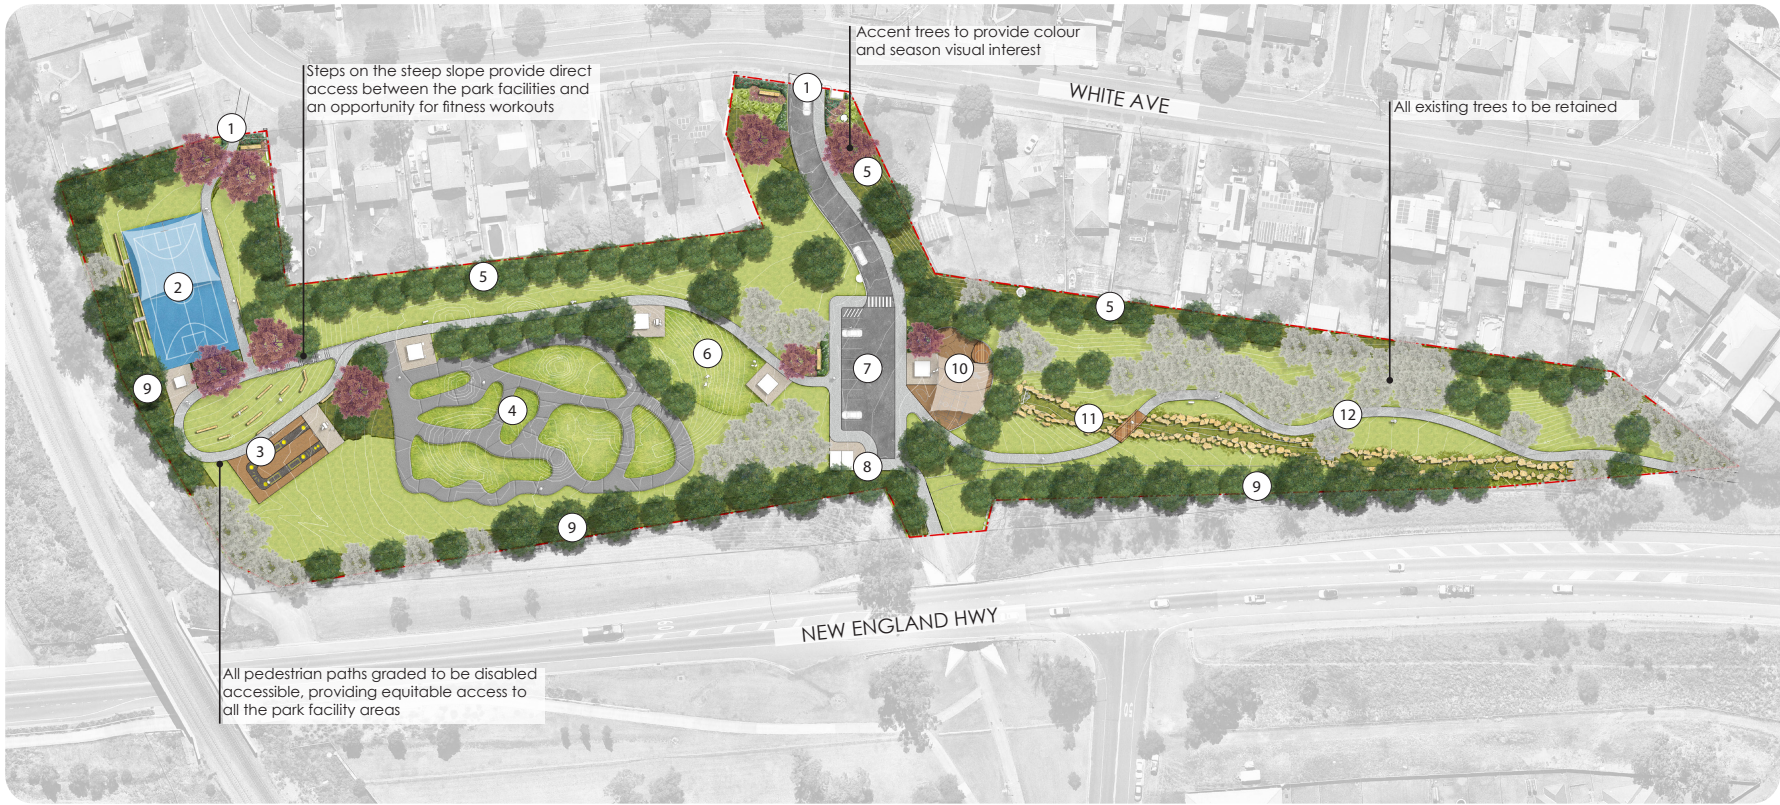 Accent trees to provide colour
and season visual interest
Steps on the steep slope provide direct
access between the park facilities and
an opportunity for fitness workouts
1
WHITE AVE
All existing trees to be retained
1
5
5
2
5
6
7
10
9
4
11
12
3
8
9
9
NEW ENGLAND HWY
All pedestrian paths graded to be disabled
accessible, providing equitable access to
all the park facility areas